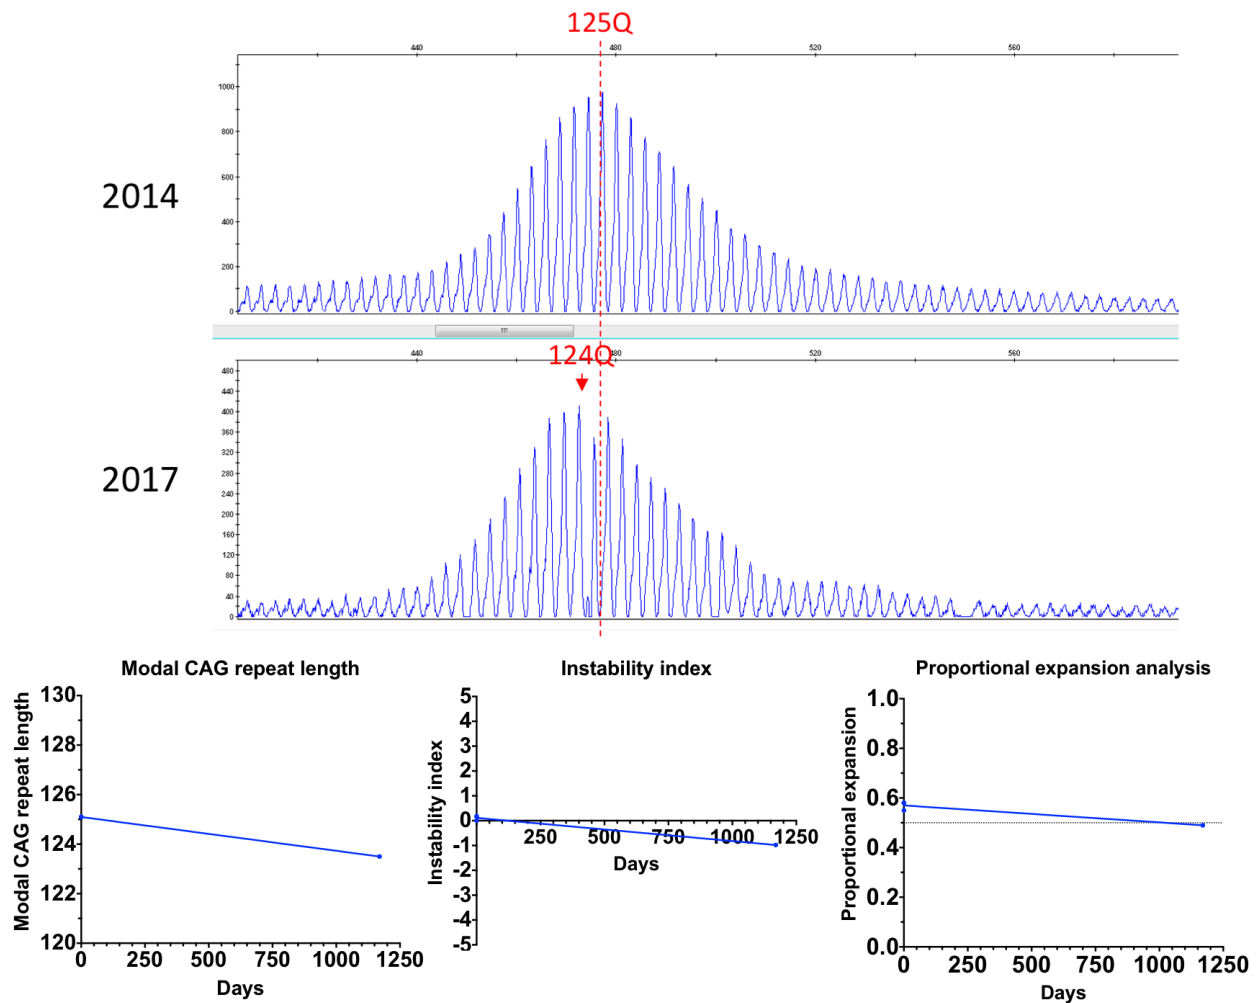 125Q
440 480 520 560
1000
800
600
400
200
0
2014
440 480 520 560
124Q
480
440
400
360
320
280
240
200
160
120
80
40
0
2017
Modal CAG repeat length
Modal CAG repeat length
130
128
126
124
122
120
0 250 500 750 1000 1250
Days
Instability index
Instability index
5
4
3
2
1
0
-1
-2
-3
-4
-5
250 500 750 1000 1250
Days
Proportional expansion analysis
Proportional expansion
1.0
0.8
0.6
0.4
0.2
0.0
0 250 500 750 1000 1250
Days